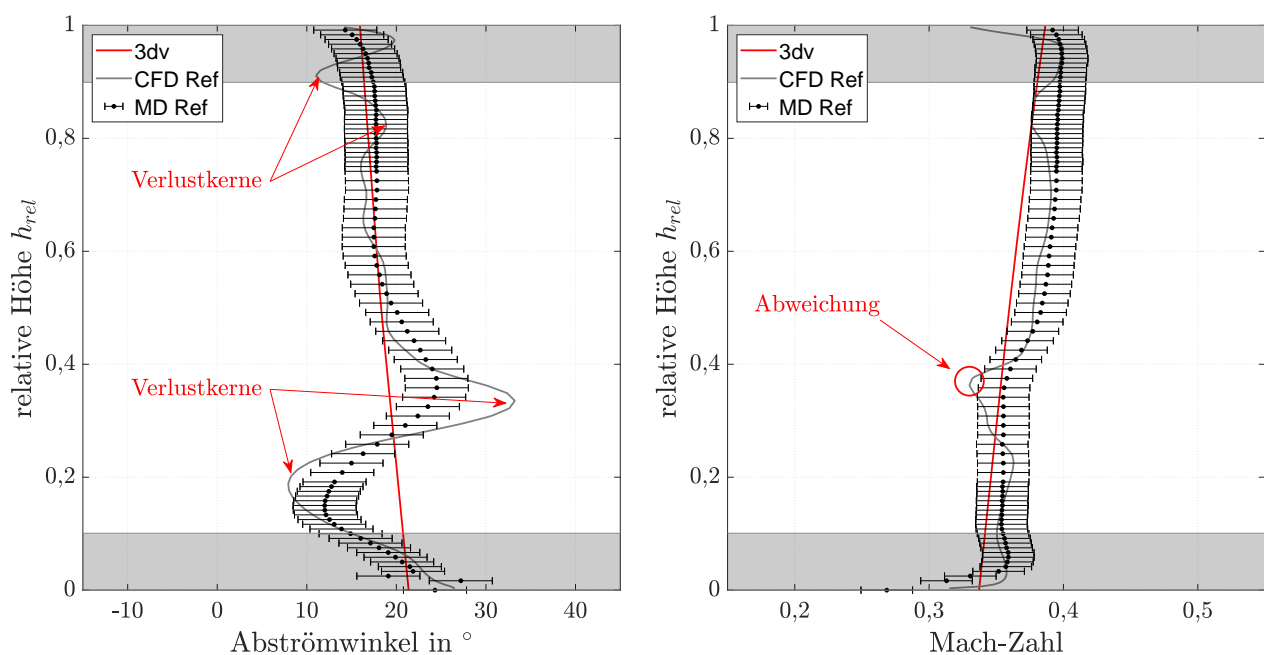 3dv
CFD Ref
MD Ref
Verlustkerne
Verlustkerne
1
0,8
0,6
0,4
0,2
0
relative Höhe h_rel
-10 0 10 20 30 40
Abströmwinkel in °
3dv
CFD Ref
MD Ref
Abweichung
1
0,8
0,6
0,4
0,2
0
relative Höhe h_rel
0,2 0,3 0,4 0,5
Mach-Zahl